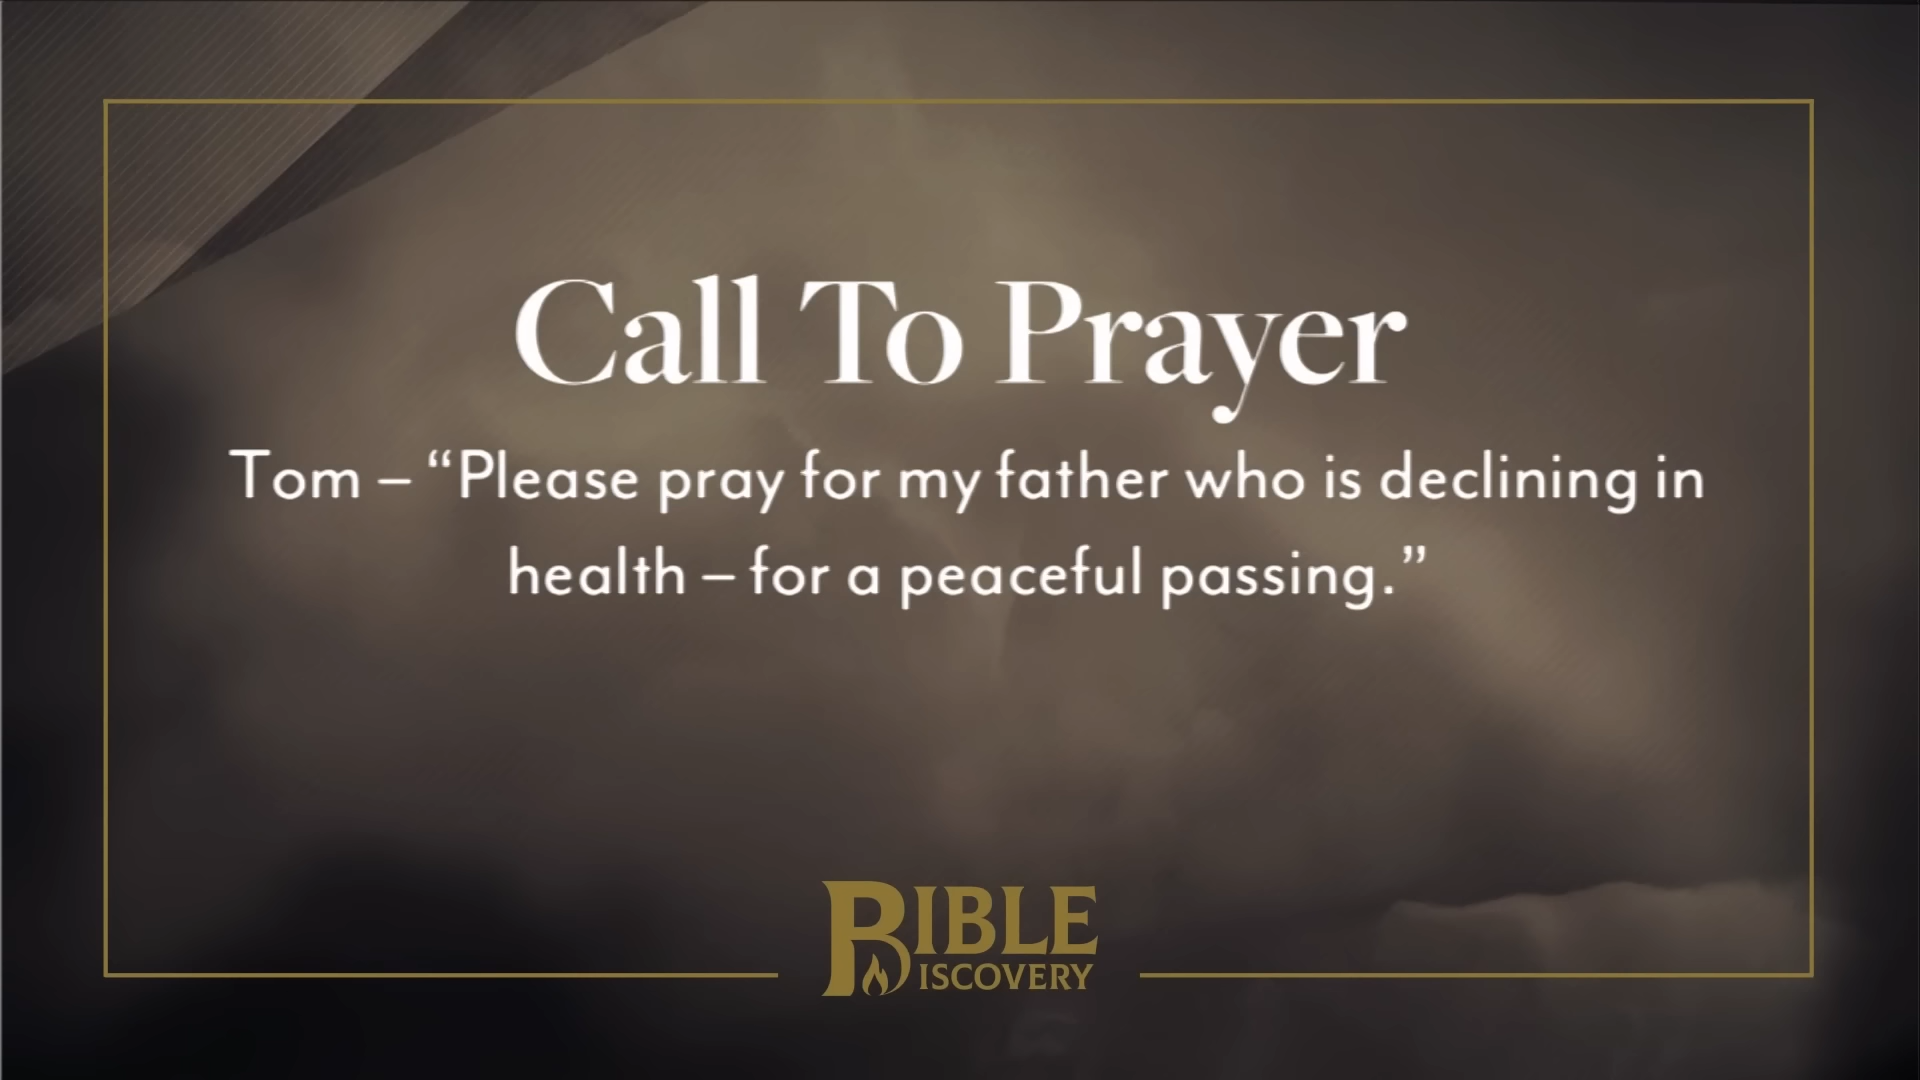 Call To Prayer
Tom – “Please pray for my father who is declining in
health – for a peaceful passing.”
BIBLE
DISCOVERY